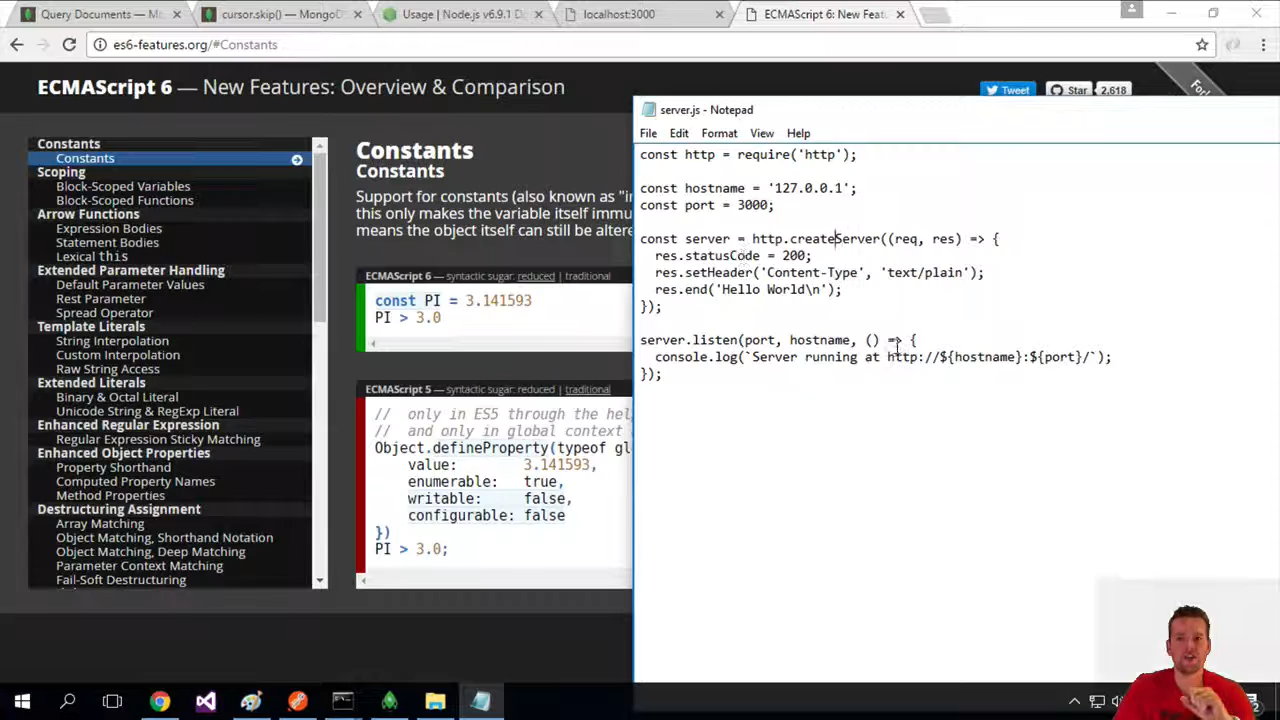 Query Documents — M
cursor.skip() — MongoD
Usage | Node.js v6.9.1 D
localhost:3000
ECMAScript 6: New Featu
es6-features.org/#Constants
ECMAScript 6 — New Features: Overview & Comparison
Tweet
Star
2,618
Constants
Constants
Scoping
Block-Scoped Variables
Block-Scoped Functions
Arrow Functions
Expression Bodies
Statement Bodies
Lexical this
Extended Parameter Handling
Default Parameter Values
Rest Parameter
Spread Operator
Template Literals
String Interpolation
Custom Interpolation
Raw String Access
Extended Literals
Binary & Octal Literal
Unicode String & RegExp Literal
Enhanced Regular Expression
Regular Expression Sticky Matching
Enhanced Object Properties
Property Shorthand
Computed Property Names
Method Properties
Destructuring Assignment
Array Matching
Object Matching, Shorthand Notation
Object Matching, Deep Matching
Parameter Context Matching
Fail-Soft Destructuring
Constants
Constants
Support for constants (also known as "i
this only makes the variable itself immu
means the object itself can still be altere
ECMAScript 6 — syntactic sugar: reduced | traditional
const PI = 3.141593
PI > 3.0
ECMAScript 5 — syntactic sugar: reduced | traditional
// only in ES5 through the hel
// and only in global context
Object.defineProperty(typeof gl
value: 3.141593,
enumerable: true,
writable: false,
configurable: false
})
PI > 3.0;
server.js - Notepad
File Edit Format View Help
const http = require('http');
const hostname = '127.0.0.1';
const port = 3000;
const server = http.createServer((req, res) => {
res.statusCode = 200;
res.setHeader('Content-Type', 'text/plain');
res.end('Hello World\n');
});
server.listen(port, hostname, () => {
console.log(`Server running at http://${hostname}:${port}/`);
});